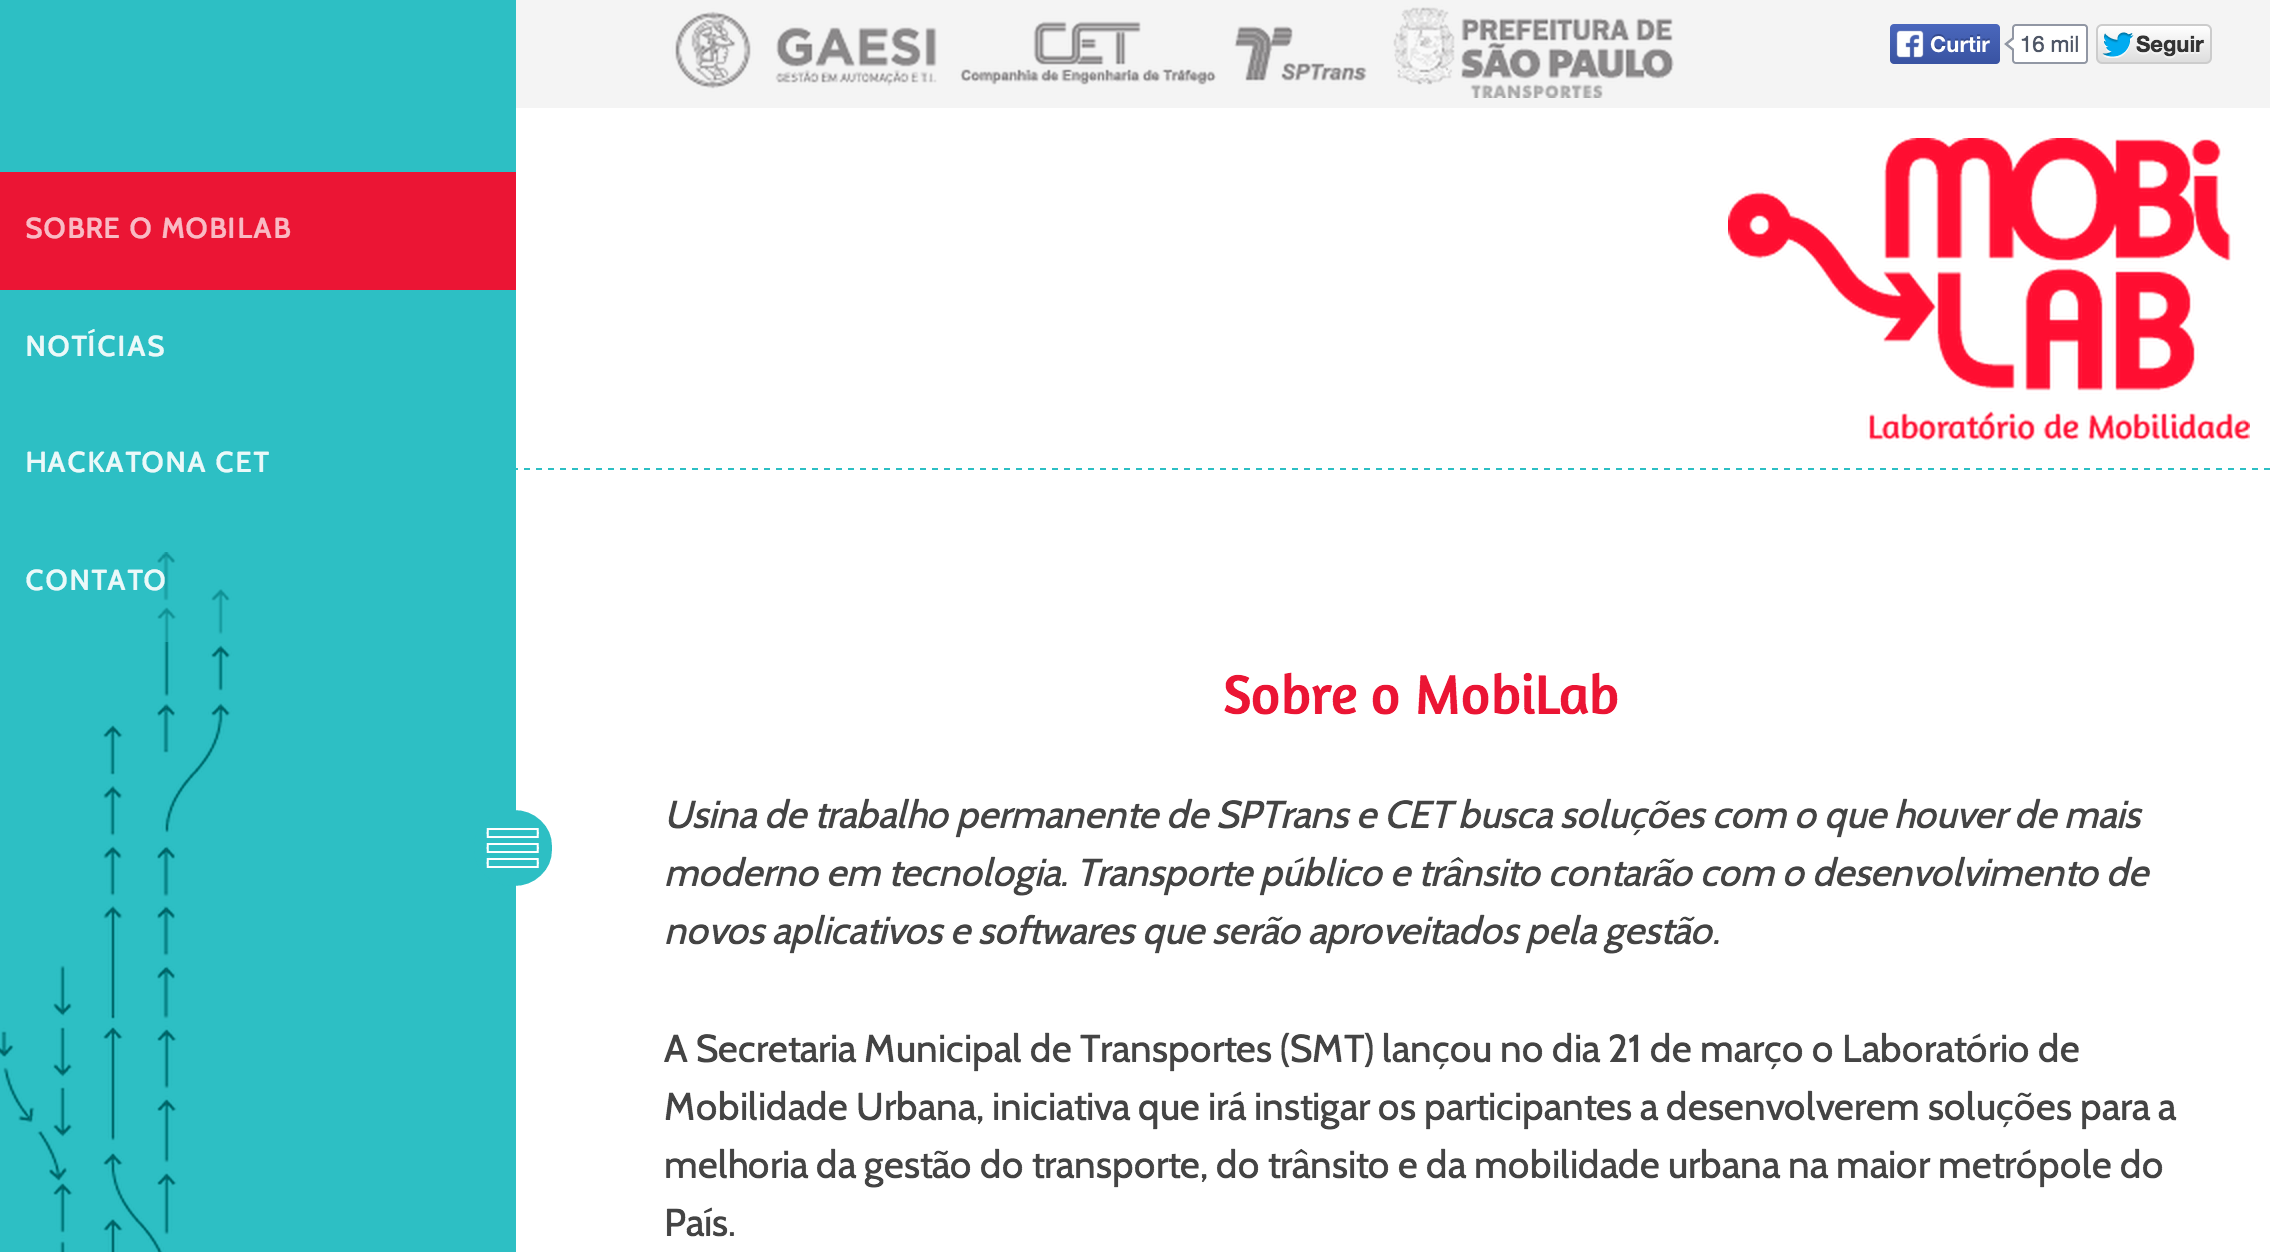 GAESI
GESTÃO EM AUTOMAÇÃO E T.I.
CET
Companhia de Engenharia de Tráfego
SPTrans
PREFEITURA DE
SÃO PAULO
TRANSPORTES
Curtir
16 mil
Seguir
MOBi
LAB
Laboratório de Mobilidade
SOBRE O MOBILAB
NOTÍCIAS
HACKATONA CET
CONTATO
Sobre o MobiLab
Usina de trabalho permanente de SPTrans e CET busca soluções com o que houver de mais
moderno em tecnologia. Transporte público e trânsito contarão com o desenvolvimento de
novos aplicativos e softwares que serão aproveitados pela gestão.
A Secretaria Municipal de Transportes (SMT) lançou no dia 21 de março o Laboratório de
Mobilidade Urbana, iniciativa que irá instigar os participantes a desenvolverem soluções para a
melhoria da gestão do transporte, do trânsito e da mobilidade urbana na maior metrópole do
País.